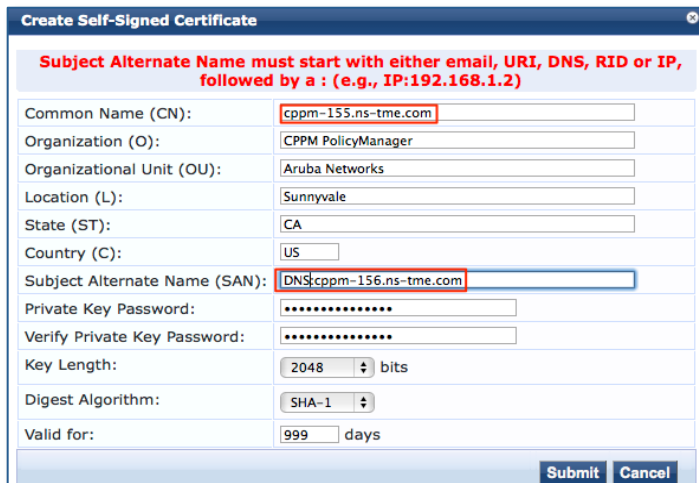 Create Self-Signed Certificate
Subject Alternate Name must start with either email, URI, DNS, RID or IP,
followed by a : (e.g., IP:192.168.1.2)
Common Name (CN): cppm-155.ns-tme.com
Organization (O): CPPM PolicyManager
Organizational Unit (OU): Aruba Networks
Location (L): Sunnyvale
State (ST): CA
Country (C): US
Subject Alternate Name (SAN): DNS:cppm-156.ns-tme.com
Private Key Password: •••••••••••••••
Verify Private Key Password: •••••••••••••••
Key Length: 2048 bits
Digest Algorithm: SHA-1
Valid for: 999 days
Submit Cancel